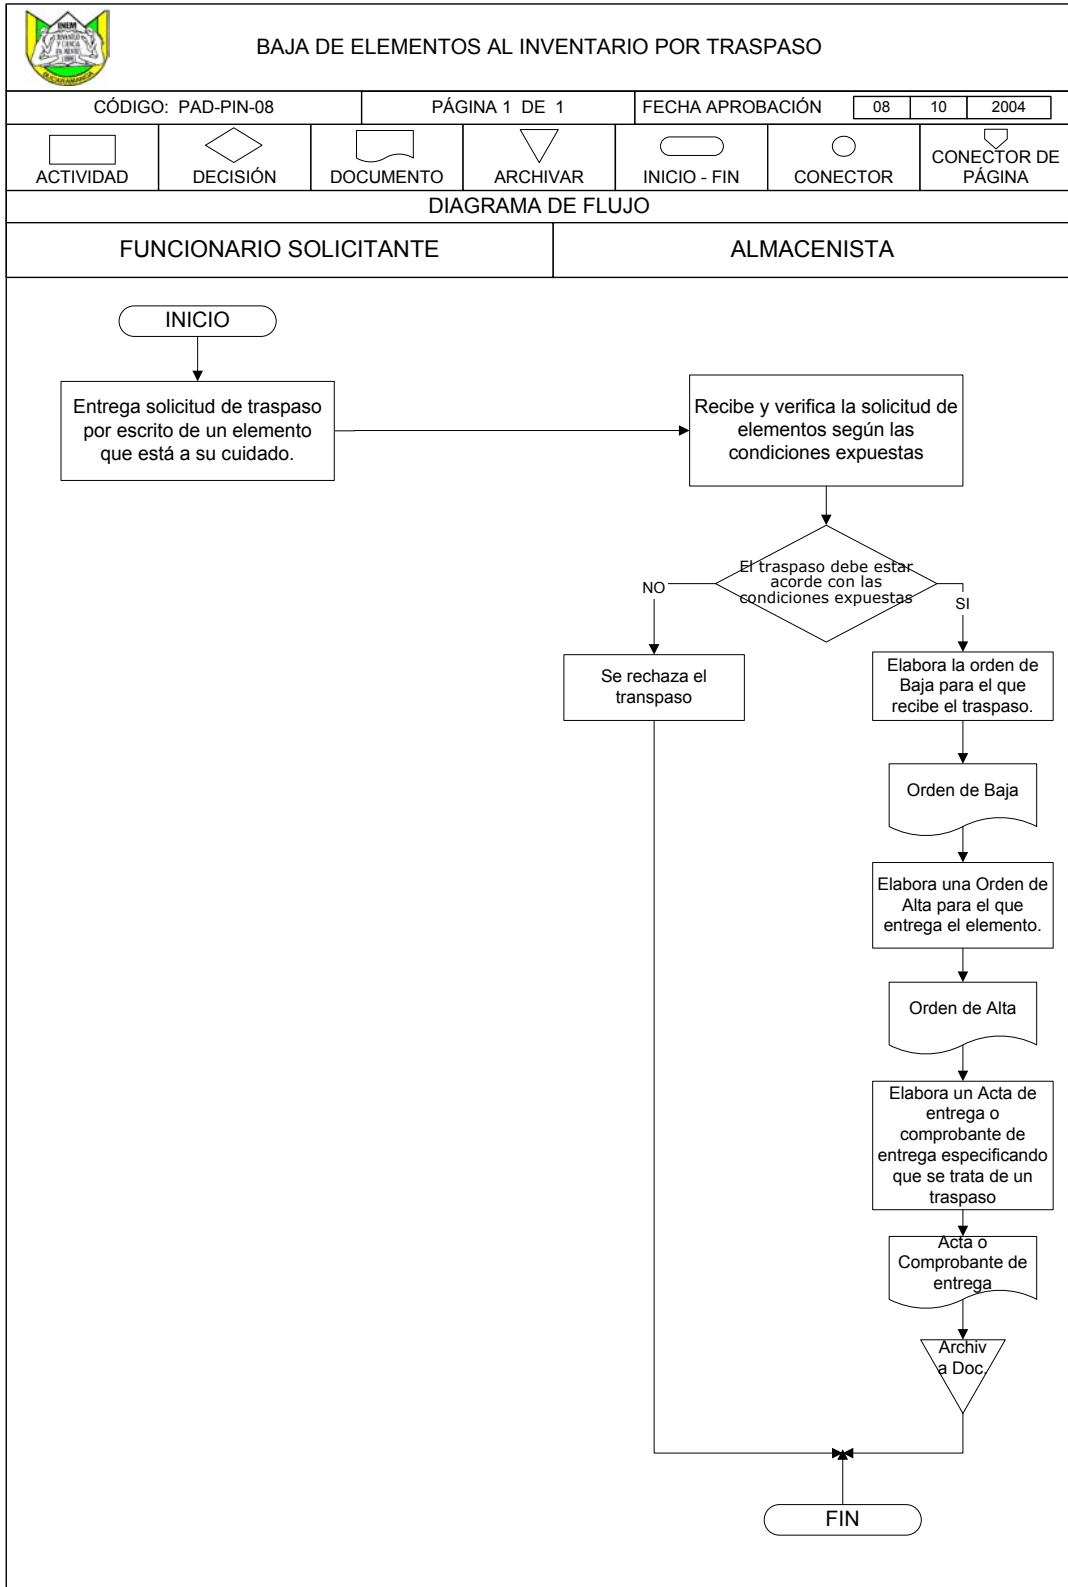 INEM
JUVENTUD
Y CIENCIA
BUCARAMANGA
BAJA DE ELEMENTOS AL INVENTARIO POR TRASPASO
CÓDIGO: PAD-PIN-08
PÁGINA 1 DE 1
FECHA APROBACIÓN
08
10
2004
ACTIVIDAD
DECISIÓN
DOCUMENTO
ARCHIVAR
INICIO - FIN
CONECTOR
CONECTOR DE
PÁGINA
DIAGRAMA DE FLUJO
FUNCIONARIO SOLICITANTE
ALMACENISTA
INICIO
Entrega solicitud de traspaso
por escrito de un elemento
que está a su cuidado.
Recibe y verifica la solicitud de
elementos según las
condiciones expuestas
El traspaso debe estar
acorde con las
condiciones expuestas
NO
SI
Se rechaza el
transpaso
Elabora la orden de
Baja para el que
recibe el traspaso.
Orden de Baja
Elabora una Orden de
Alta para el que
entrega el elemento.
Orden de Alta
Elabora un Acta de
entrega o
comprobante de
entrega especificando
que se trata de un
traspaso
Acta o
Comprobante de
entrega
Archiv
a Doc.
FIN